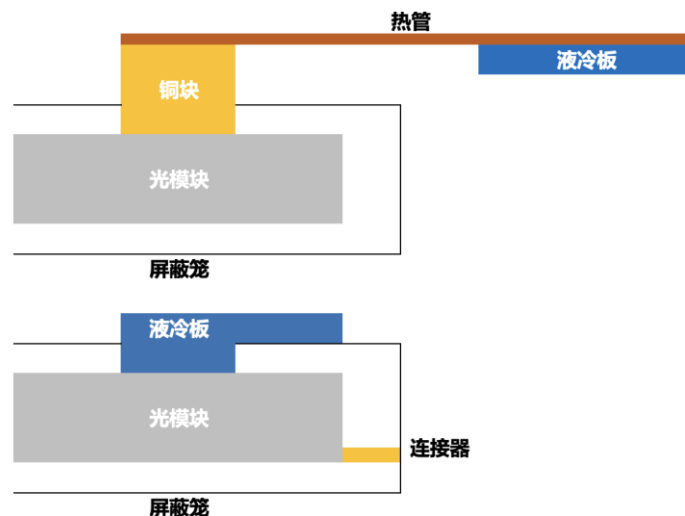 热管
液冷板
铜块
光模块
屏蔽笼
液冷板
光模块
连接器
屏蔽笼